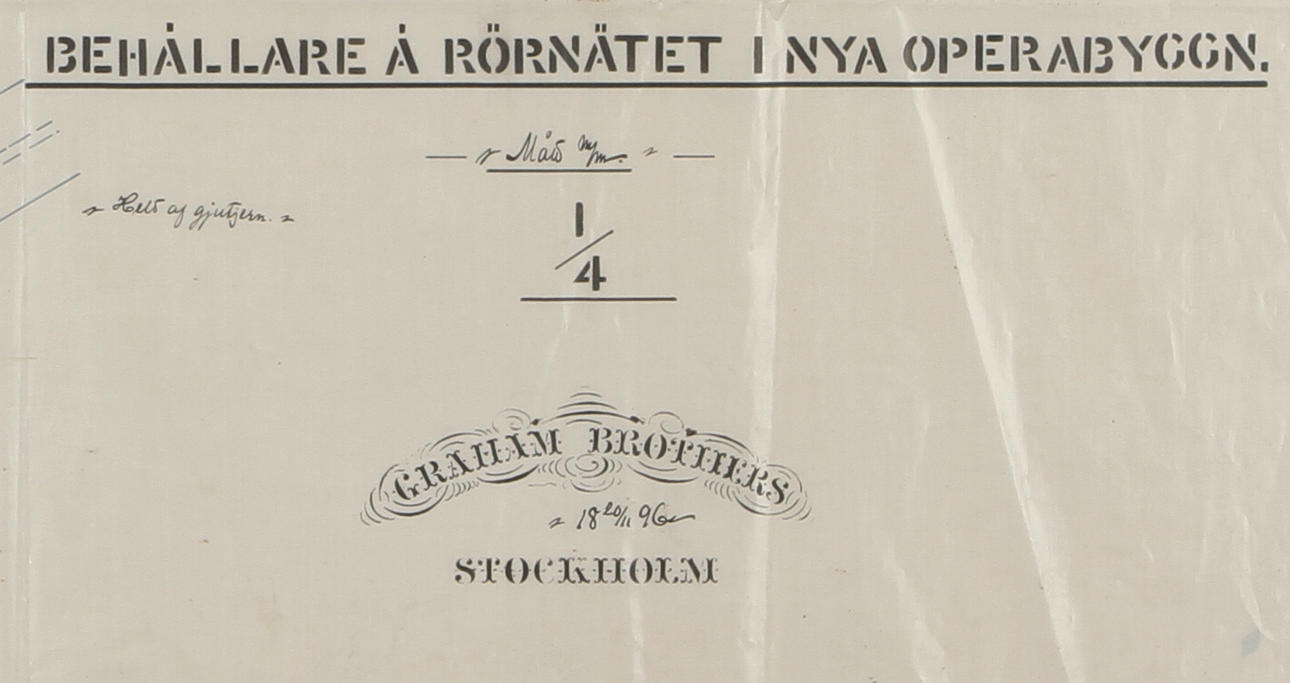 BEHÅLLARE Å RÖRNÄTET I NYA OPERABYGGN.
Mått m/m.
Helt af gjutjern.
1/4
GRAHAM BROTHERS
18 20/11 96
STOCKHOLM